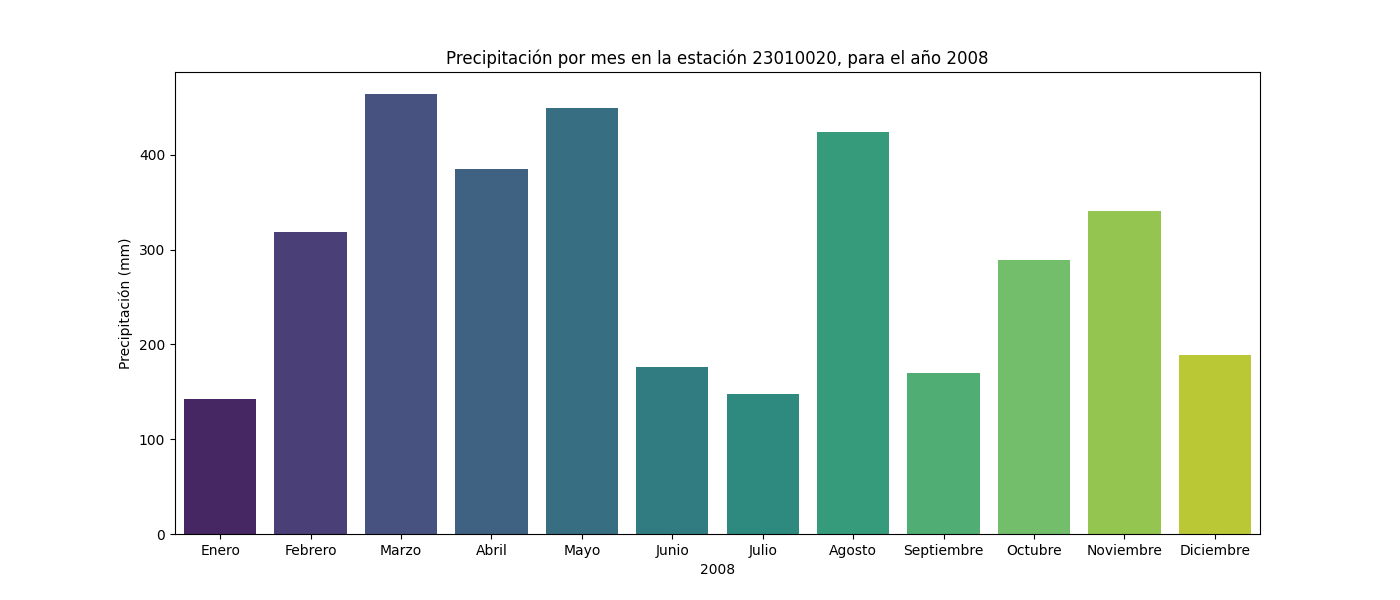 Precipitación por mes en la estación 23010020, para el año 2008
Precipitación (mm)
400
300
200
100
0
Enero Febrero Marzo Abril Mayo Junio Julio Agosto Septiembre Octubre Noviembre Diciembre
2008